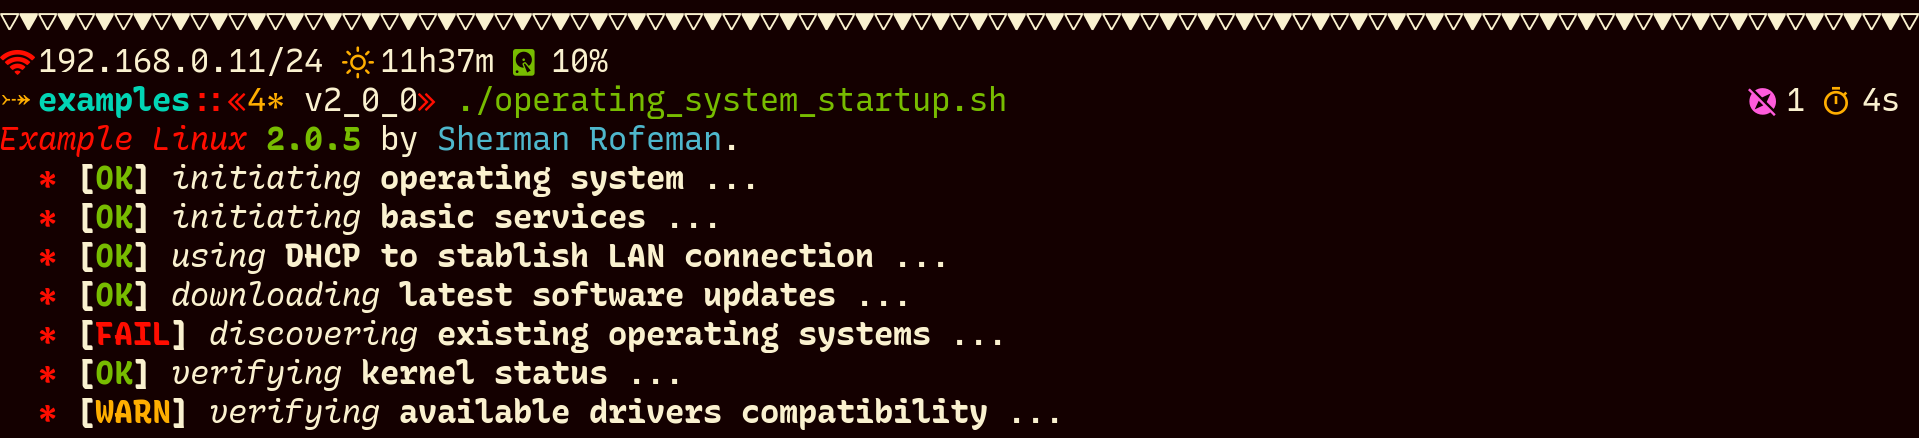 192.168.0.11/24 11h37m 10%
examples::«4* v2_0_0» ./operating_system_startup.sh 1 4s
Example Linux 2.0.5 by Sherman Rofeman.
* [OK] initiating operating system ...
* [OK] initiating basic services ...
* [OK] using DHCP to stablish LAN connection ...
* [OK] downloading latest software updates ...
* [FAIL] discovering existing operating systems ...
* [OK] verifying kernel status ...
* [WARN] verifying available drivers compatibility ...